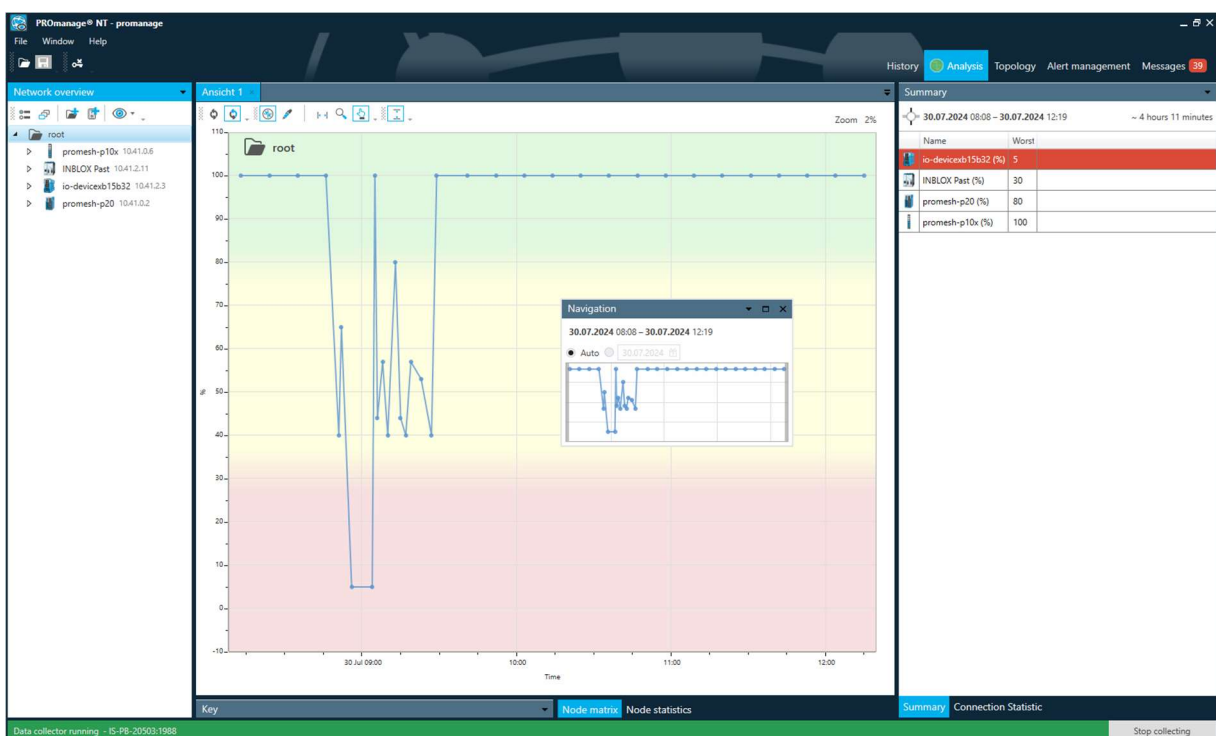 PROmanage® NT - promanage
File Window Help
History Analysis Topology Alert management Messages 39
Network overview
root
promesh-p10x 10.41.0.6
INBLOX Past 10.41.2.11
io-devicexb15b32 10.41.2.3
promesh-p20 10.41.0.2
Ansicht 1
Zoom 2%
root
110
100
90
80
70
60
50
40
30
20
10
0
-10
%
30 Jul 09:00 10:00 11:00 12:00
Time
Navigation
30.07.2024 08:08 – 30.07.2024 12:19
Auto 30.07.2024
Key
Node matrix Node statistics
Summary
30.07.2024 08:08 – 30.07.2024 12:19 ~ 4 hours 11 minutes
Name Worst
io-devicexb15b32 (%) 5
INBLOX Past (%) 30
promesh-p20 (%) 80
promesh-p10x (%) 100
Summary Connection Statistic
Data collector running - IS-PB-20503:1988
Stop collecting